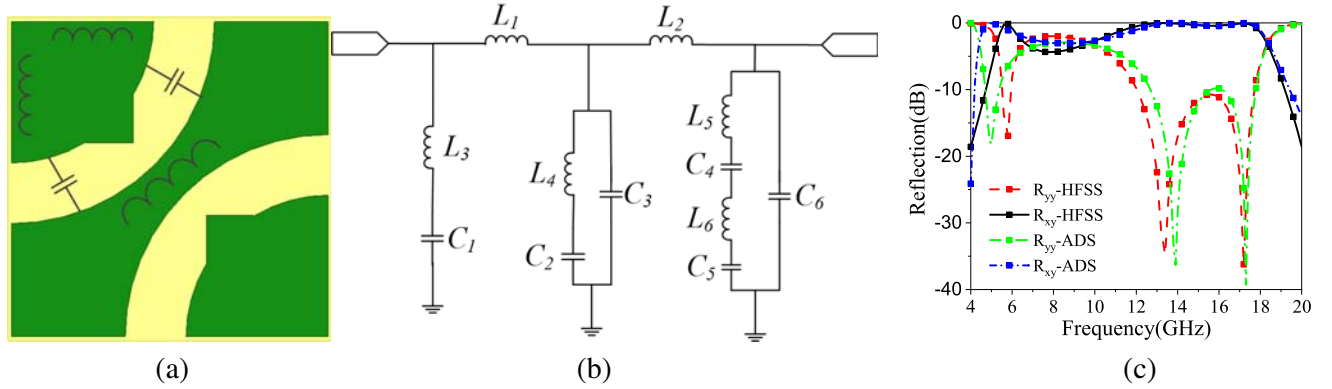 L1
L2
L3
C1
L4
C2
C3
L5
C4
L6
C5
C6
Reflection(dB)
0
-10
-20
-30
-40
Ryy-HFSS
Rxy-HFSS
Ryy-ADS
Rxy-ADS
4 6 8 10 12 14 16 18 20
Frequency(GHz)
(a) (b) (c)